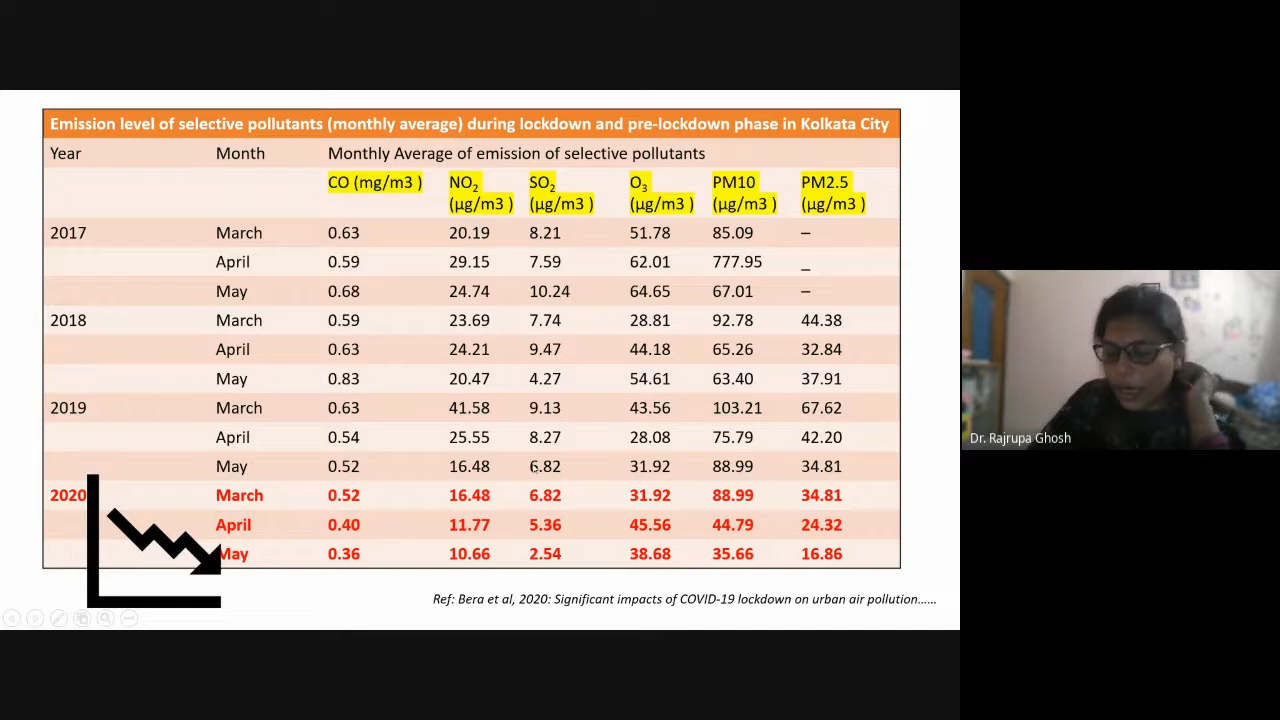 Emission level of selective pollutants (monthly average) during lockdown and pre-lockdown phase in Kolkata City
Year Month Monthly Average of emission of selective pollutants
CO (mg/m3 ) NO₂ (µg/m3 ) SO₂ (µg/m3 ) O₃ (µg/m3 ) PM10 (µg/m3 ) PM2.5 (µg/m3 )
2017 March 0.63 20.19 8.21 51.78 85.09 –
April 0.59 29.15 7.59 62.01 777.95 _
May 0.68 24.74 10.24 64.65 67.01 –
2018 March 0.59 23.69 7.74 28.81 92.78 44.38
April 0.63 24.21 9.47 44.18 65.26 32.84
May 0.83 20.47 4.27 54.61 63.40 37.91
2019 March 0.63 41.58 9.13 43.56 103.21 67.62
April 0.54 25.55 8.27 28.08 75.79 42.20
May 0.52 16.48 6.82 31.92 88.99 34.81
2020 March 0.52 16.48 6.82 31.92 88.99 34.81
April 0.40 11.77 5.36 45.56 44.79 24.32
May 0.36 10.66 2.54 38.68 35.66 16.86
Ref: Bera et al, 2020: Significant impacts of COVID-19 lockdown on urban air pollution......
Dr. Rajrupa Ghosh